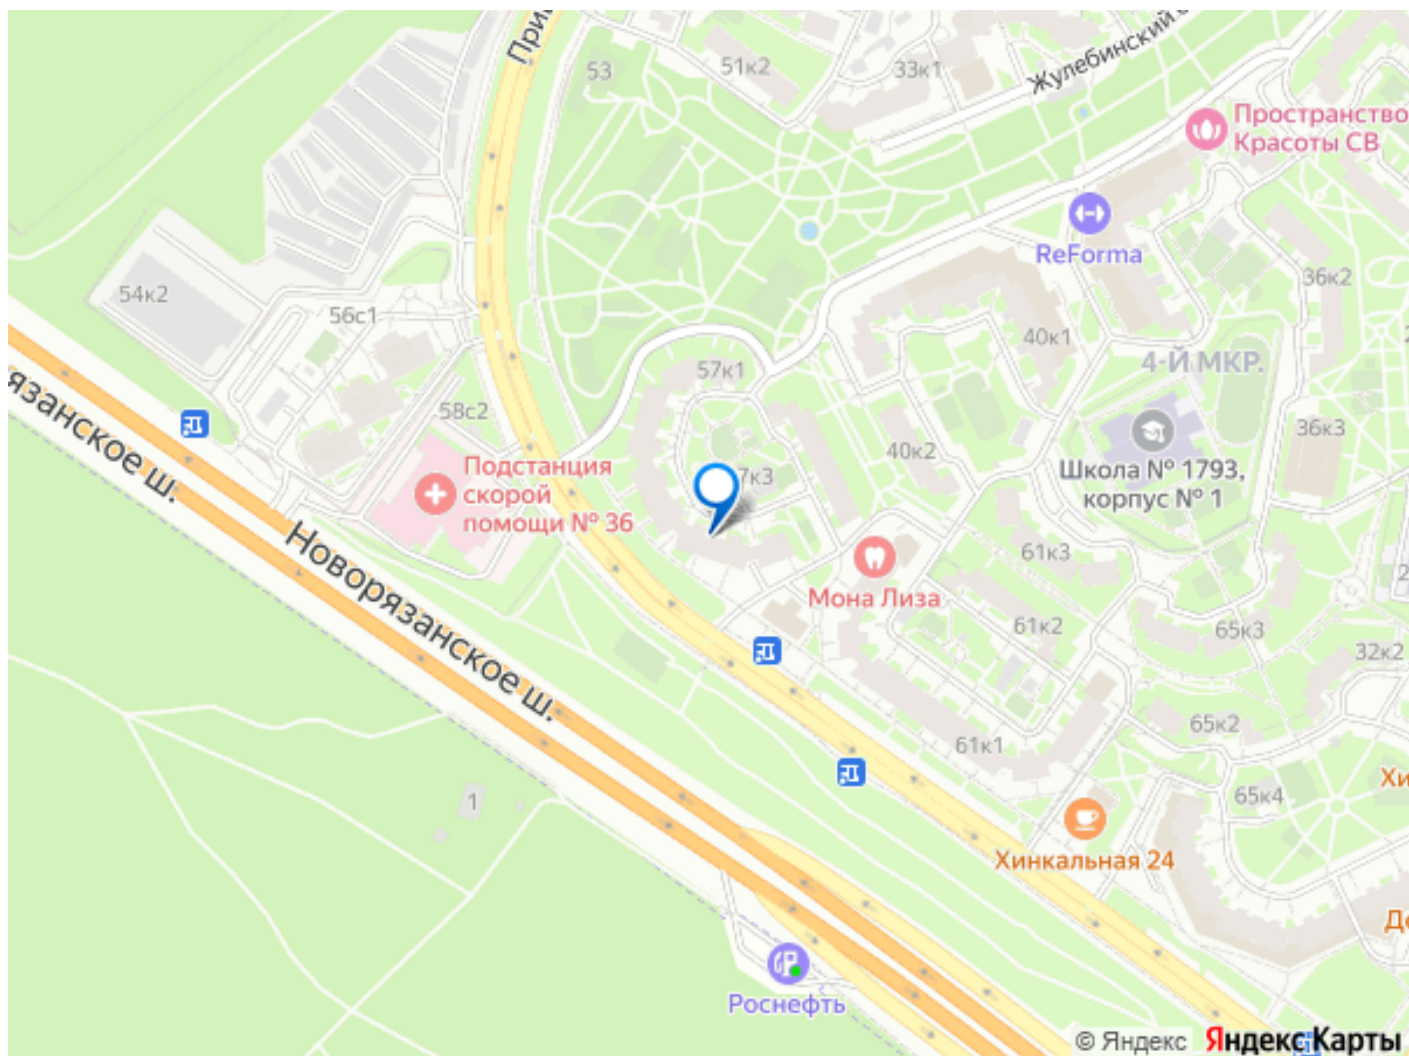 При
53
51к2
33к1
Жулебинский
Пространство
Красоты СВ
ReForma
36к2
54к2
56с1
40к1
4-Й МКР.
57к1
58с2
40к2
36к3
Подстанция
скорой
помощи № 36
7к3
Школа № 1793,
корпус № 1
язанское ш.
Новорязанское ш.
61к3
Мона Лиза
61к2
65к3
32к2
65к2
61к1
1
65к4
Хи
Хинкальная 24
Роснефть
© Яндекс Яндекс Карты